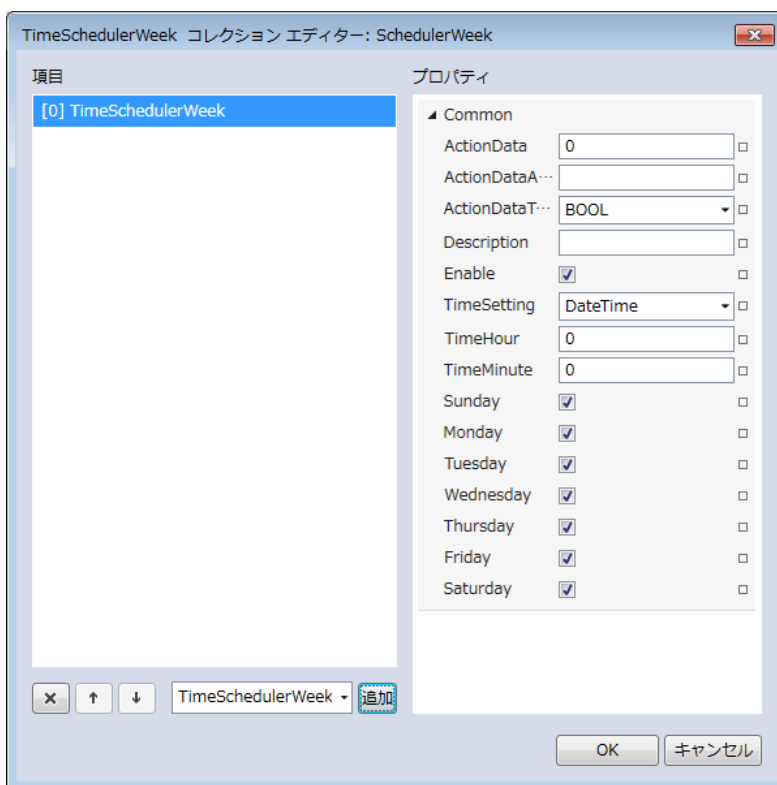 TimeSchedulerWeek コレクション エディター: SchedulerWeek
項目
[0] TimeSchedulerWeek
TimeSchedulerWeek
追加
プロパティ
Common
ActionData 0
ActionDataA…
ActionDataT… BOOL
Description
Enable
TimeSetting DateTime
TimeHour 0
TimeMinute 0
Sunday
Monday
Tuesday
Wednesday
Thursday
Friday
Saturday
OK
キャンセル